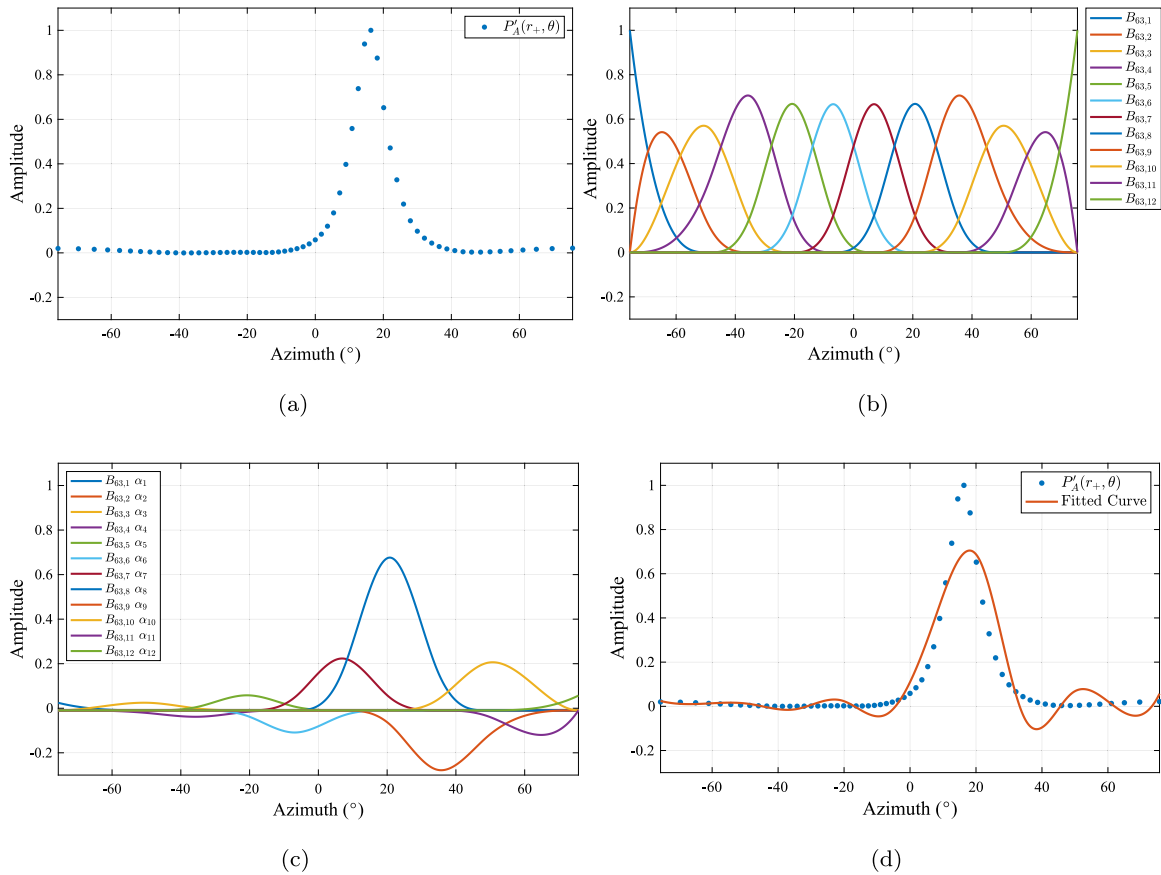 P′_A(r_+, θ)
1
0.8
0.6
0.4
0.2
0
-0.2
-60 -40 -20 0 20 40 60
Amplitude
Azimuth (°)
(a)
1
0.8
0.6
0.4
0.2
0
-0.2
-60 -40 -20 0 20 40 60
Amplitude
Azimuth (°)
B_{63,1}
B_{63,2}
B_{63,3}
B_{63,4}
B_{63,5}
B_{63,6}
B_{63,7}
B_{63,8}
B_{63,9}
B_{63,10}
B_{63,11}
B_{63,12}
(b)
B_{63,1} α_1
B_{63,2} α_2
B_{63,3} α_3
B_{63,4} α_4
B_{63,5} α_5
B_{63,6} α_6
B_{63,7} α_7
B_{63,8} α_8
B_{63,9} α_9
B_{63,10} α_{10}
B_{63,11} α_{11}
B_{63,12} α_{12}
1
0.8
0.6
0.4
0.2
0
-0.2
-60 -40 -20 0 20 40 60
Amplitude
Azimuth (°)
(c)
P′_A(r_+, θ)
Fitted Curve
1
0.8
0.6
0.4
0.2
0
-0.2
-60 -40 -20 0 20 40 60
Amplitude
Azimuth (°)
(d)